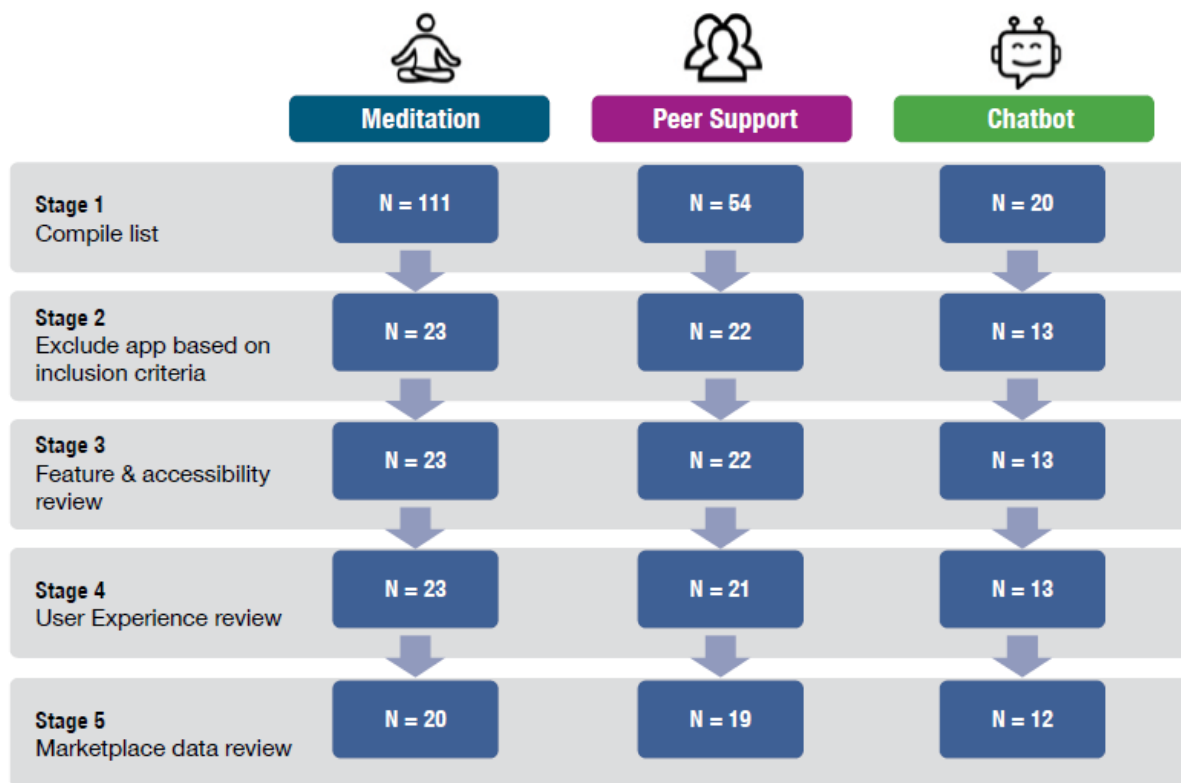 Meditation
Peer Support
Chatbot
Stage 1
Compile list
N = 111
N = 54
N = 20
Stage 2
Exclude app based on
inclusion criteria
N = 23
N = 22
N = 13
Stage 3
Feature & accessibility
review
N = 23
N = 22
N = 13
Stage 4
User Experience review
N = 23
N = 21
N = 13
Stage 5
Marketplace data review
N = 20
N = 19
N = 12